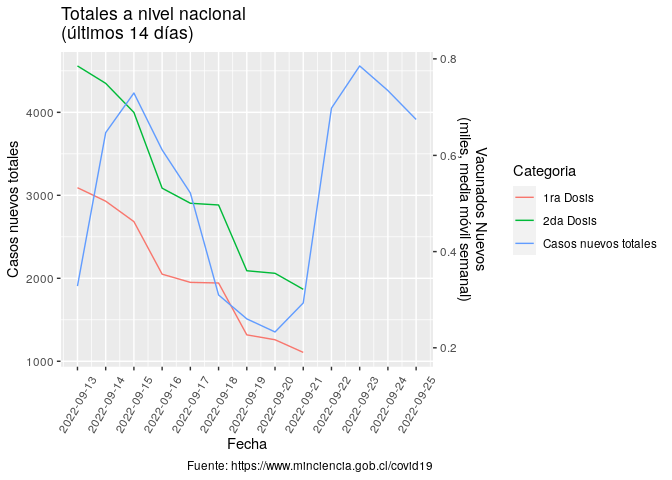 Totales a nivel nacional
(últimos 14 días)
Casos nuevos totales
4000
3000
2000
1000
0.8
0.6
0.4
0.2
Vacunados Nuevos
(miles, media móvil semanal)
2022-09-13
2022-09-14
2022-09-15
2022-09-16
2022-09-17
2022-09-18
2022-09-19
2022-09-20
2022-09-21
2022-09-22
2022-09-23
2022-09-24
2022-09-25
Fecha
Categoria
1ra Dosis
2da Dosis
Casos nuevos totales
Fuente: https://www.minciencia.gob.cl/covid19